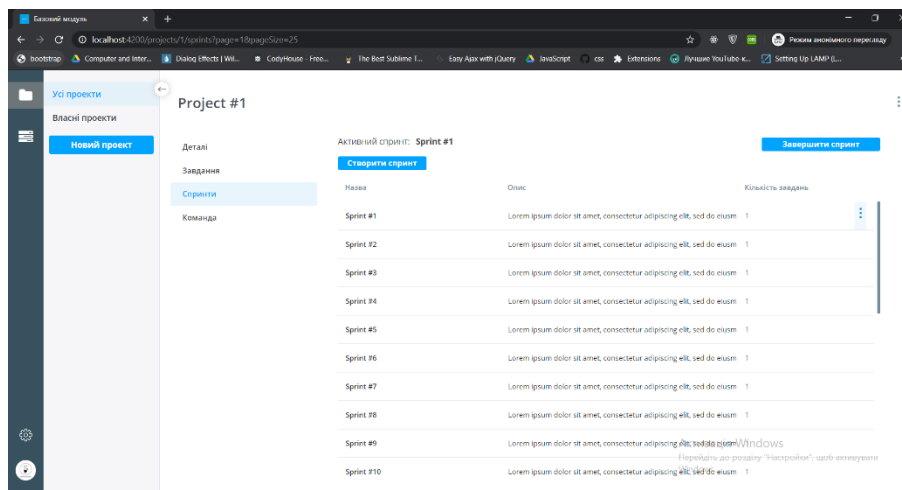 Базовий модуль
localhost:4200/projects/1/sprints?page=1&pageSize=25
Режим анонімного перегляду
bootstrap Computer and Inter... Dialog Effects | Wil... CodyHouse - Free... The Best Sublime T... Easy Ajax with jQuery JavaScript css Extensions Лучшие YouTube-к... Setting Up LAMP (L...
Усі проекти
Власні проекти
Новий проект
Project #1
Деталі
Завдання
Спринти
Команда
Активний спринт: Sprint #1
Завершити спринт
Створити спринт
Назва Опис Кількість завдань
Sprint #1 Lorem ipsum dolor sit amet, consectetur adipiscing elit, sed do eiusm 1
Sprint #2 Lorem ipsum dolor sit amet, consectetur adipiscing elit, sed do eiusm 1
Sprint #3 Lorem ipsum dolor sit amet, consectetur adipiscing elit, sed do eiusm 1
Sprint #4 Lorem ipsum dolor sit amet, consectetur adipiscing elit, sed do eiusm 1
Sprint #5 Lorem ipsum dolor sit amet, consectetur adipiscing elit, sed do eiusm 1
Sprint #6 Lorem ipsum dolor sit amet, consectetur adipiscing elit, sed do eiusm 1
Sprint #7 Lorem ipsum dolor sit amet, consectetur adipiscing elit, sed do eiusm 1
Sprint #8 Lorem ipsum dolor sit amet, consectetur adipiscing elit, sed do eiusm 1
Sprint #9 Lorem ipsum dolor sit amet, consectetur adipiscing elit, sed do eiusm 1
Активація Windows
Перейдіть до розділу "Настройки", щоб активувати
Windows.
Sprint #10 Lorem ipsum dolor sit amet, consectetur adipiscing elit, sed do eiusm 1